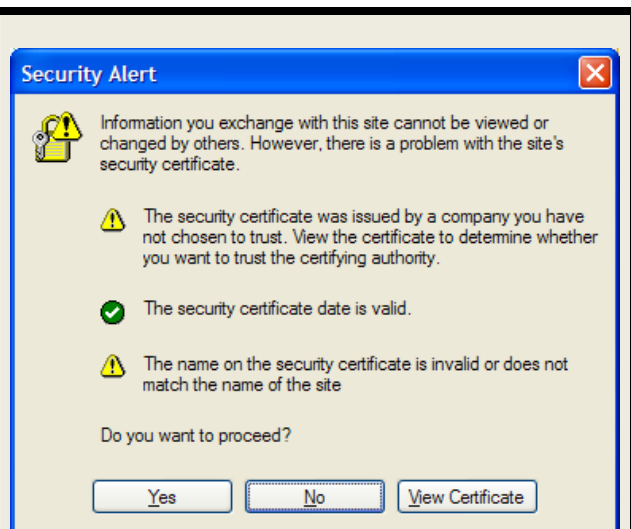 Security Alert
Information you exchange with this site cannot be viewed or
changed by others. However, there is a problem with the site's
security certificate.
The security certificate was issued by a company you have
not chosen to trust. View the certificate to determine whether
you want to trust the certifying authority.
The security certificate date is valid.
The name on the security certificate is invalid or does not
match the name of the site
Do you want to proceed?
Yes No View Certificate